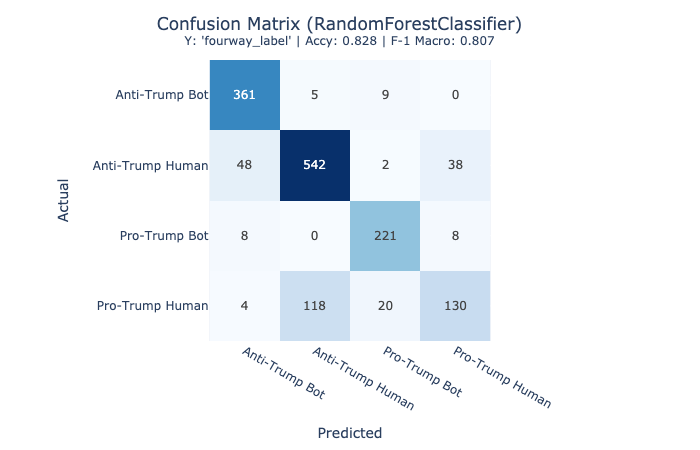 Confusion Matrix (RandomForestClassifier)
Y: 'fourway_label' | Accy: 0.828 | F-1 Macro: 0.807
Anti-Trump Bot 361 5 9 0
Anti-Trump Human 48 542 2 38
Pro-Trump Bot 8 0 221 8
Pro-Trump Human 4 118 20 130
Actual
Anti-Trump Bot Anti-Trump Human Pro-Trump Bot Pro-Trump Human
Predicted